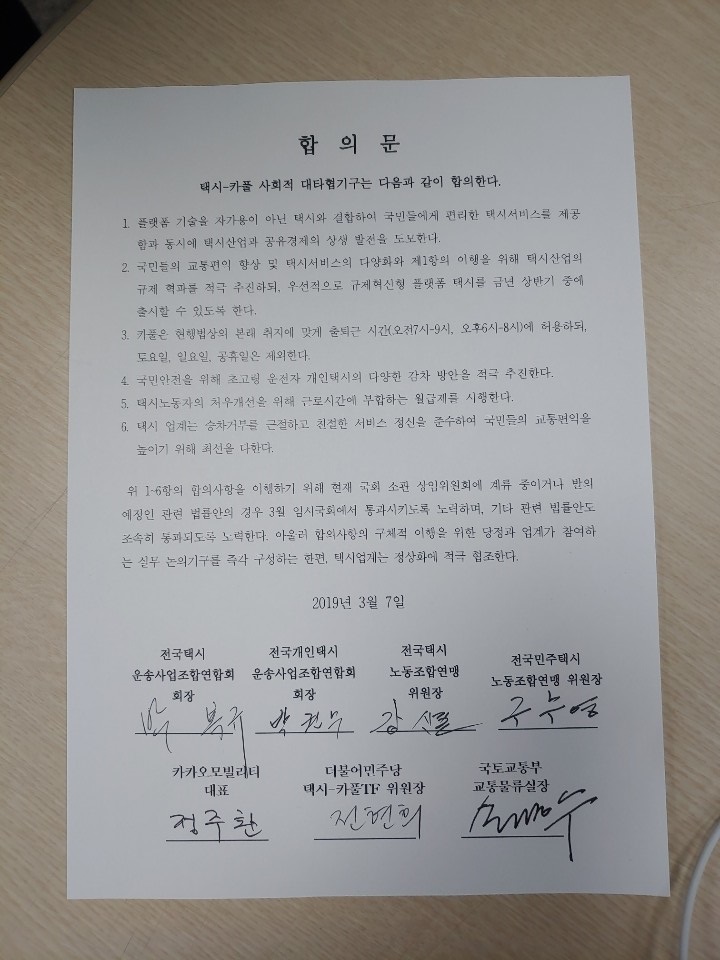 합 의 문
택시-카풀 사회적 대타협기구는 다음과 같이 합의한다.
1. 플랫폼 기술을 자가용이 아닌 택시와 결합하여 국민들에게 편리한 택시서비스를 제공
함과 동시에 택시산업과 공유경제의 상생 발전을 도모한다.
2. 국민들의 교통편익 향상 및 택시서비스의 다양화와 제1항의 이행을 위해 택시산업의
규제 혁파를 적극 추진하되, 우선적으로 규제혁신형 플랫폼 택시를 금년 상반기 중에
출시할 수 있도록 한다.
3. 카풀은 현행법상의 본래 취지에 맞게 출퇴근 시간(오전7시-9시, 오후6시-8시)에 허용하되,
토요일, 일요일, 공휴일은 제외한다.
4. 국민안전을 위해 초고령 운전자 개인택시의 다양한 감차 방안을 적극 추진한다.
5. 택시노동자의 처우개선을 위해 근로시간에 부합하는 월급제를 시행한다.
6. 택시 업계는 승차거부를 근절하고 친절한 서비스 정신을 준수하여 국민들의 교통편익을
높이기 위해 최선을 다한다.
위 1-6항의 합의사항을 이행하기 위해 현재 국회 소관 상임위원회에 계류 중이거나 발의
예정인 관련 법률안의 경우 3월 임시국회에서 통과시키도록 노력하며, 기타 관련 법률안도
조속히 통과되도록 노력한다. 아울러 합의사항의 구체적 이행을 위한 당정과 업계가 참여하
는 실무 논의기구를 즉각 구성하는 한편, 택시업계는 정상화에 적극 협조한다.
2019년 3월 7일
전국택시 전국개인택시 전국택시 전국민주택시
운송사업조합연합회 운송사업조합연합회 노동조합연맹 노동조합연맹 위원장
회장 회장 위원장
박 복규 박 권수 강 구수영
카카오모빌리티 더불어민주당 국토교통부
대표 택시-카풀TF 위원장 교통물류실장
정주환 전현희